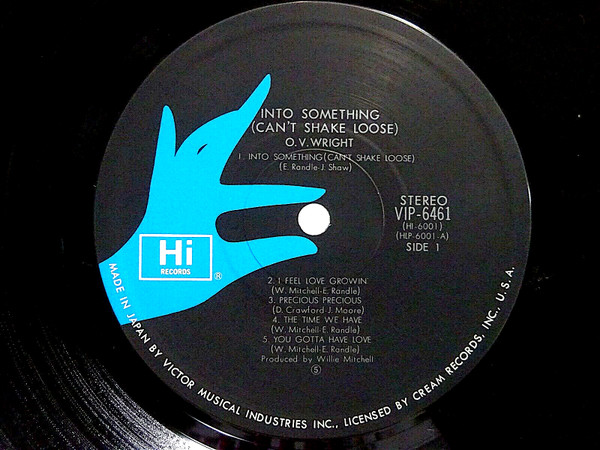 INTO SOMETHING
(CAN'T SHAKE LOOSE)
O.V. WRIGHT
1. INTO SOMETHING (CAN'T SHAKE LOOSE)
(E. Randle-J. Shaw)
STEREO
VIP-6461
(HI-6001)
(HLP-6001-A)
SIDE 1
Hi
RECORDS
®
2. I FEEL LOVE GROWIN
(W. Mitchell-E. Randle)
3. PRECIOUS PRECIOUS
(D. Crawford-J. Moore)
4. THE TIME WE HAVE
(W. Mitchell-E. Randle)
5. YOU GOTTA HAVE LOVE
(W. Mitchell-E. Randle)
Produced by Willie Mitchell
Ⓢ
MADE IN JAPAN BY VICTOR MUSICAL INDUSTRIES INC., LICENSED BY CREAM RECORDS, INC. U.S.A.